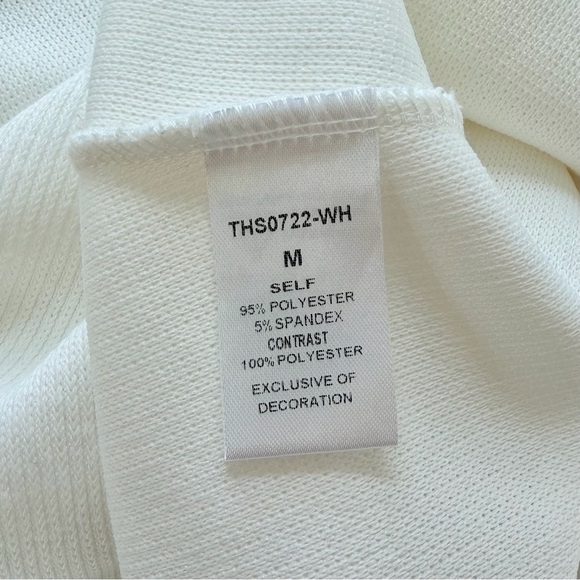 THS0722-WH
M
SELF
95% POLYESTER
5% SPANDEX
CONTRAST
100% POLYESTER
EXCLUSIVE OF
DECORATION